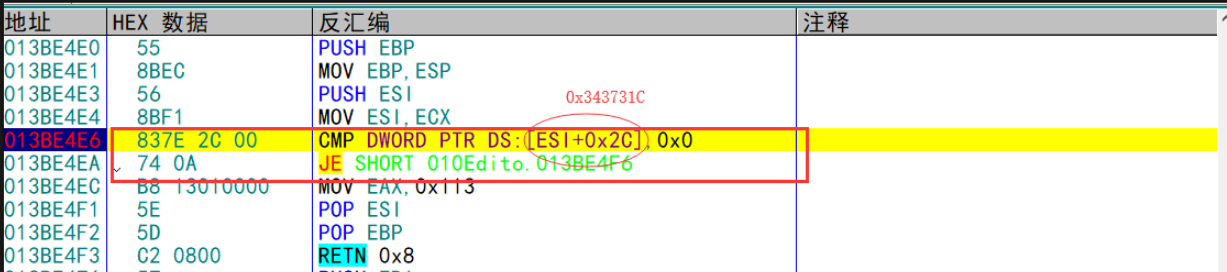 地址 HEX 数据 反汇编 注释
013BE4E0 55 PUSH EBP
013BE4E1 8BEC MOV EBP,ESP
013BE4E3 56 PUSH ESI 0x343731C
013BE4E4 8BF1 MOV ESI,ECX
013BE4E6 837E 2C 00 CMP DWORD PTR DS:[ESI+0x2C],0x0
013BE4EA 74 0A JE SHORT 010Edito.013BE4F6
013BE4EC B8 13010000 MOV EAX,0x113
013BE4F1 5E POP ESI
013BE4F2 5D POP EBP
013BE4F3 C2 0800 RETN 0x8